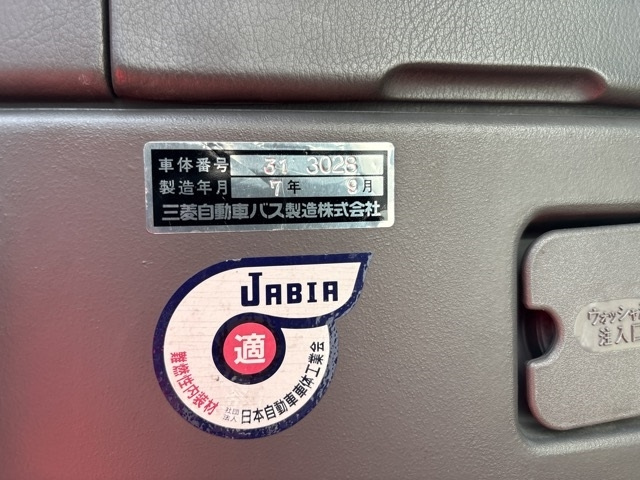 車体番号 31 3028
製造年月 7年 9月
三菱自動車バス製造株式会社
JABIA
適
難燃性内装材
社団法人 日本自動車車体工業会
ウォッシャ
注入口